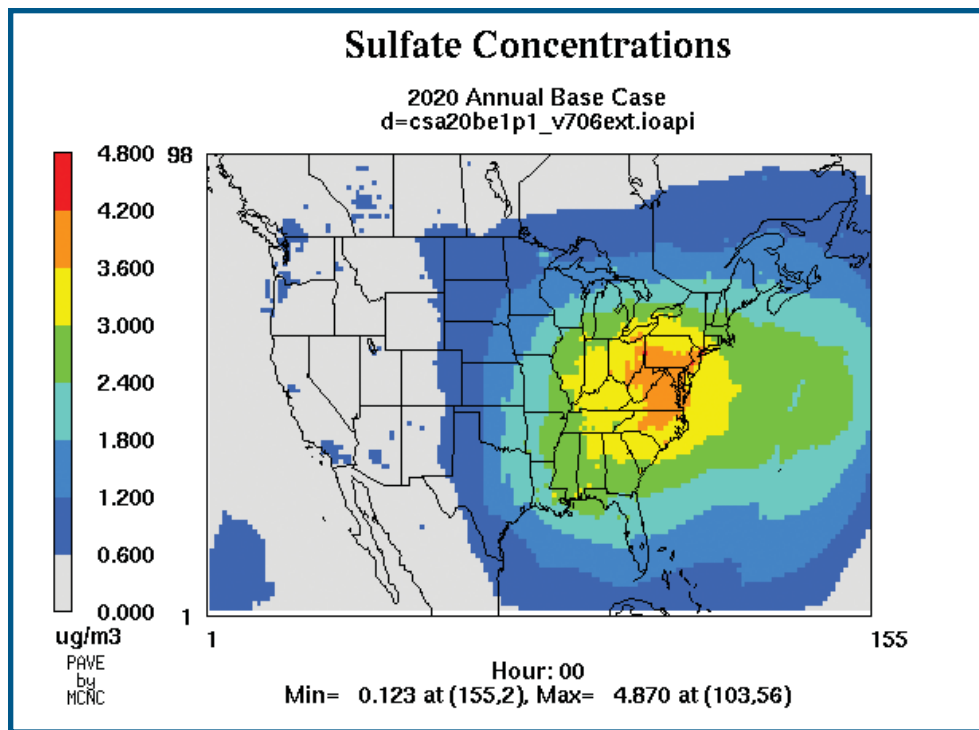 Sulfate Concentrations
2020 Annual Base Case
d=csa20be1p1_v706ext.ioapi
4.800
4.200
3.600
3.000
2.400
1.800
1.200
0.600
0.000
ug/m3
PAVE
by
MCNC
98
1
1
155
Hour: 00
Min= 0.123 at (155,2), Max= 4.870 at (103,56)